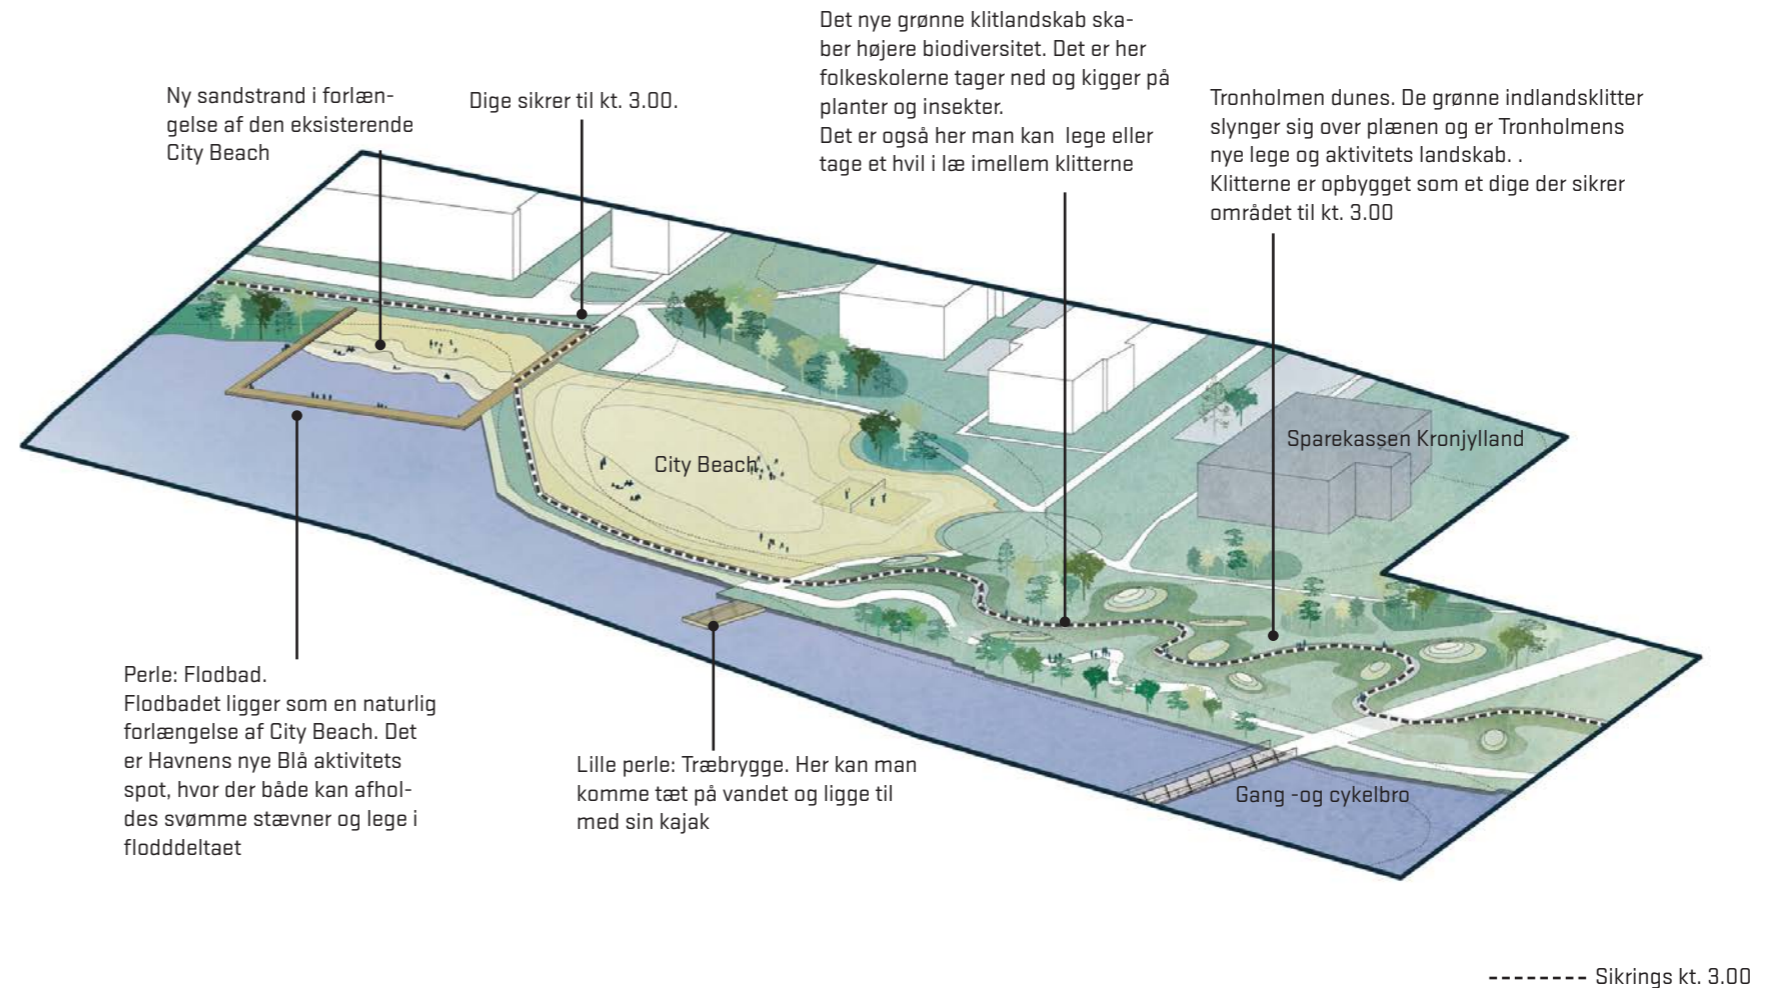 Det nye grønne klitlandskab ska-
ber højere biodiversitet. Det er her
folkeskolerne tager ned og kigger på
planter og insekter.
Det er også her man kan  lege eller
tage et hvil i læ imellem klitterne
Ny sandstrand i forlæn-
gelse af den eksisterende
City Beach
Dige sikrer til kt. 3.00.
Tronholmen dunes. De grønne indlandsklitter
slynger sig over plænen og er Tronholmens
nye lege og aktivitets landskab. .
Klitterne er opbygget som et dige der sikrer
området til kt. 3.00
City Beach
Sparekassen Kronjylland
Perle: Flodbad.
Flodbadet ligger som en naturlig
forlængelse af City Beach. Det
er Havnens nye Blå aktivitets
spot, hvor der både kan afhol-
des svømme stævner og lege i
flodddeltaet
Lille perle: Træbrygge. Her kan man
komme tæt på vandet og ligge til
med sin kajak
Gang -og cykelbro
Sikrings kt. 3.00